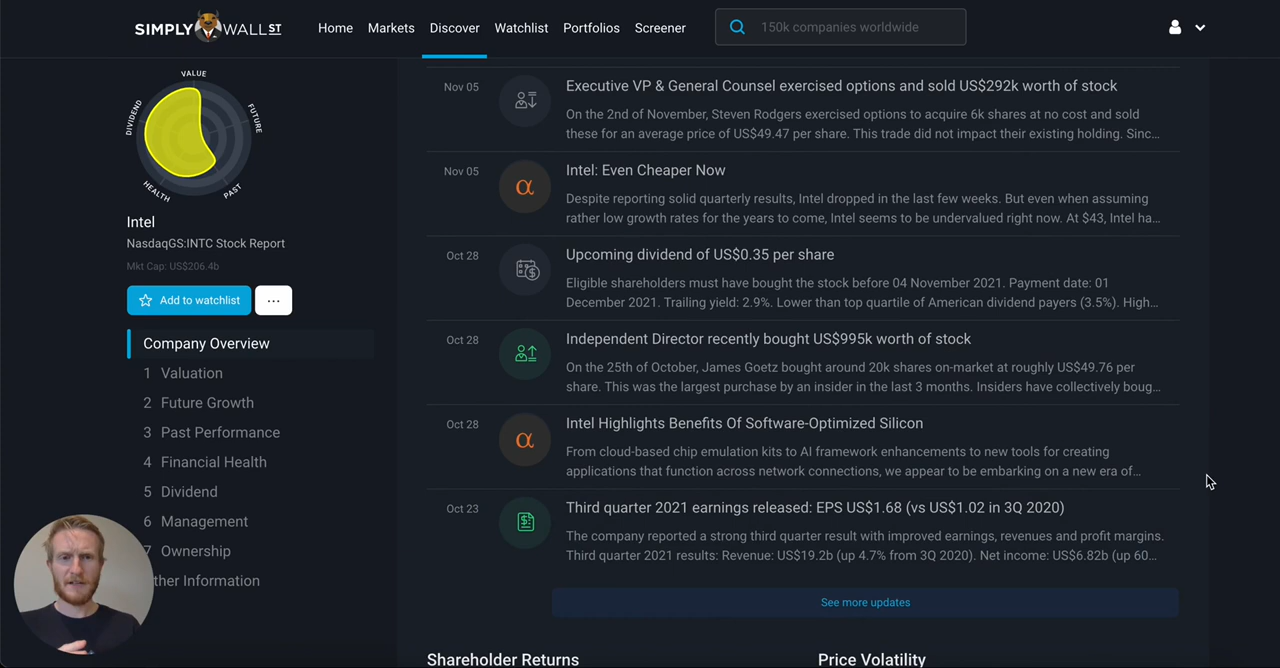 SIMPLY WALL ST
Home Markets Discover Watchlist Portfolios Screener
150k companies worldwide
VALUE
FUTURE
PAST
HEALTH
DIVIDEND
Intel
NasdaqGS:INTC Stock Report
Mkt Cap: US$206.4b
Add to watchlist
...
Company Overview
1 Valuation
2 Future Growth
3 Past Performance
4 Financial Health
5 Dividend
6 Management
7 Ownership
ther Information
Nov 05
Executive VP & General Counsel exercised options and sold US$292k worth of stock
On the 2nd of November, Steven Rodgers exercised options to acquire 6k shares at no cost and sold
these for an average price of US$49.47 per share. This trade did not impact their existing holding. Sinc...
Nov 05
α
Intel: Even Cheaper Now
Despite reporting solid quarterly results, Intel dropped in the last few weeks. But even when assuming
rather low growth rates for the years to come, Intel seems to be undervalued right now. At $43, Intel ha...
Oct 28
Upcoming dividend of US$0.35 per share
Eligible shareholders must have bought the stock before 04 November 2021. Payment date: 01
December 2021. Trailing yield: 2.9%. Lower than top quartile of American dividend payers (3.5%). High...
Oct 28
Independent Director recently bought US$995k worth of stock
On the 25th of October, James Goetz bought around 20k shares on-market at roughly US$49.76 per
share. This was the largest purchase by an insider in the last 3 months. Insiders have collectively boug...
Oct 28
α
Intel Highlights Benefits Of Software-Optimized Silicon
From cloud-based chip emulation kits to AI framework enhancements to new tools for creating
applications that function across network connections, we appear to be embarking on a new era of...
Oct 23
Third quarter 2021 earnings released: EPS US$1.68 (vs US$1.02 in 3Q 2020)
The company reported a strong third quarter result with improved earnings, revenues and profit margins.
Third quarter 2021 results: Revenue: US$19.2b (up 4.7% from 3Q 2020). Net income: US$6.82b (up 60...
See more updates
Shareholder Returns
Price Volatility